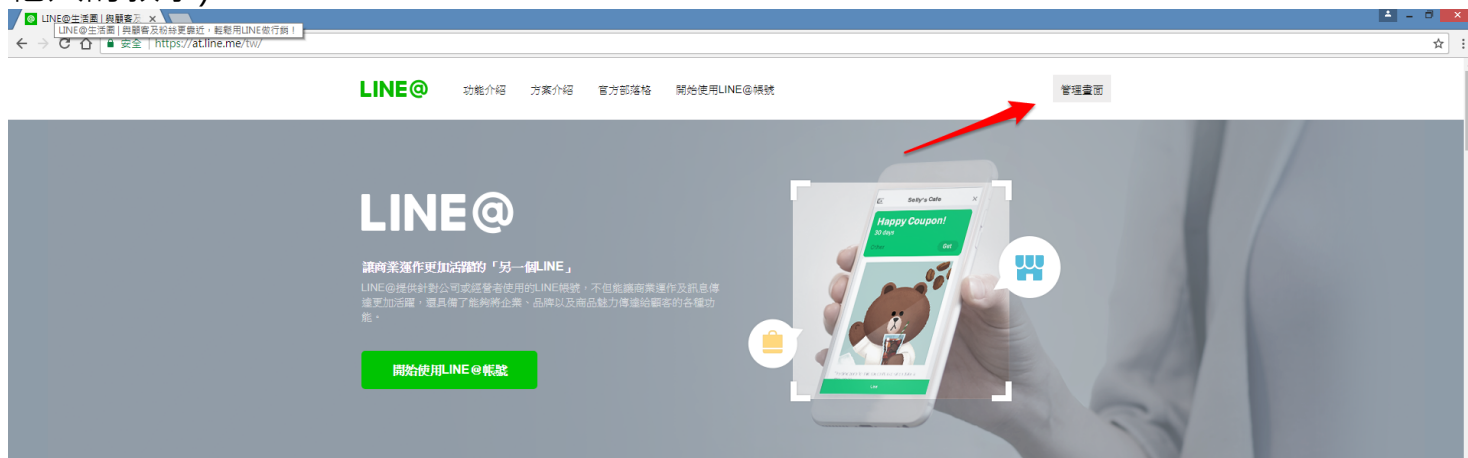 LINE@生活圈 | 與顧客及
LINE@生活圈 | 與顧客及粉絲更靠近，輕鬆用LINE做行銷！
安全 | https://at.line.me/tw/
LINE@ 功能介紹 方案介紹 官方部落格 開始使用LINE@帳號 管理畫面
LINE@
讓商業運作更加活躍的「另一個LINE」
LINE@提供針對公司或經營者使用的LINE帳號，不但能讓商業運作及訊息傳
達更加活躍，還具備了能夠將企業、品牌以及商品魅力傳達給顧客的各種功
能。
開始使用LINE@帳號
Selly's Cafe
Happy Coupon!
30 days
Get